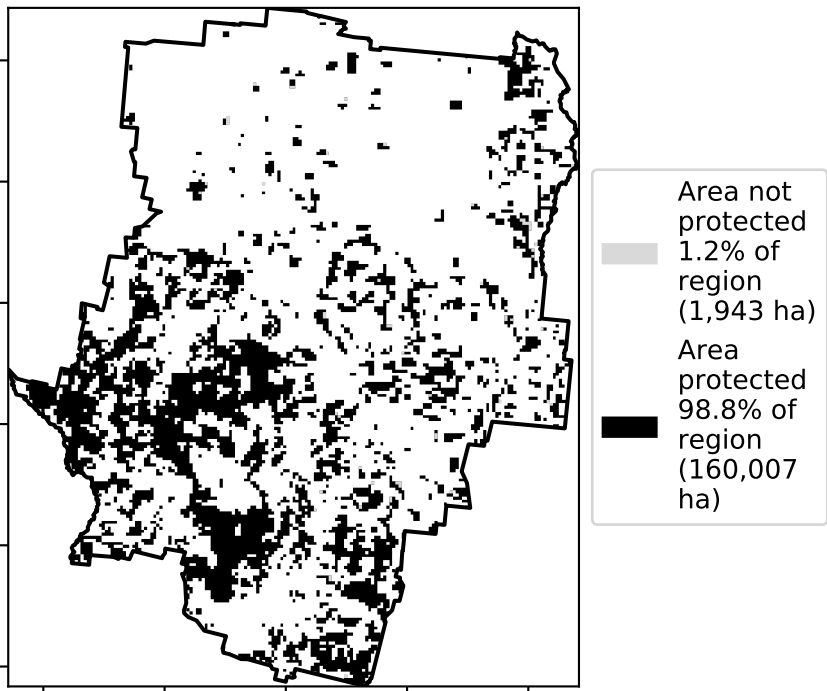 Area not
protected
1.2% of
region
(1,943 ha)
Area
protected
98.8% of
region
(160,007
ha)